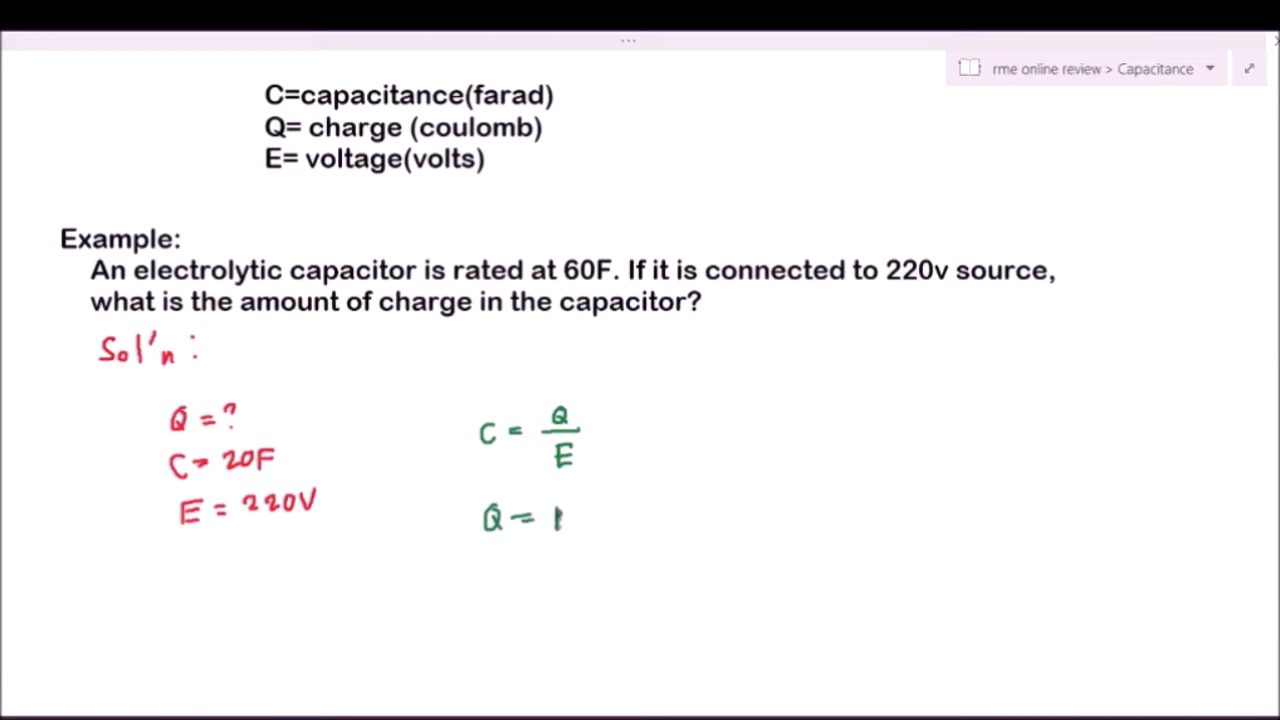 ...
rme online review > Capacitance
C=capacitance(farad)
Q= charge (coulomb)
E= voltage(volts)
Example:
An electrolytic capacitor is rated at 60F. If it is connected to 220v source,
what is the amount of charge in the capacitor?
Sol'n :
Q = ?
C = 20F
E = 220V
C = Q
E
Q =